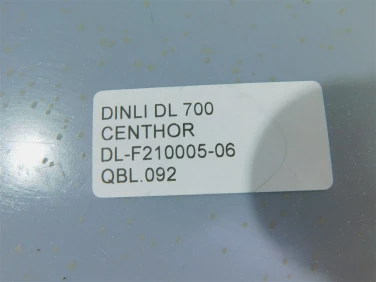 DINLI DL 700
CENTHOR
DL-F210005-06
QBL.092